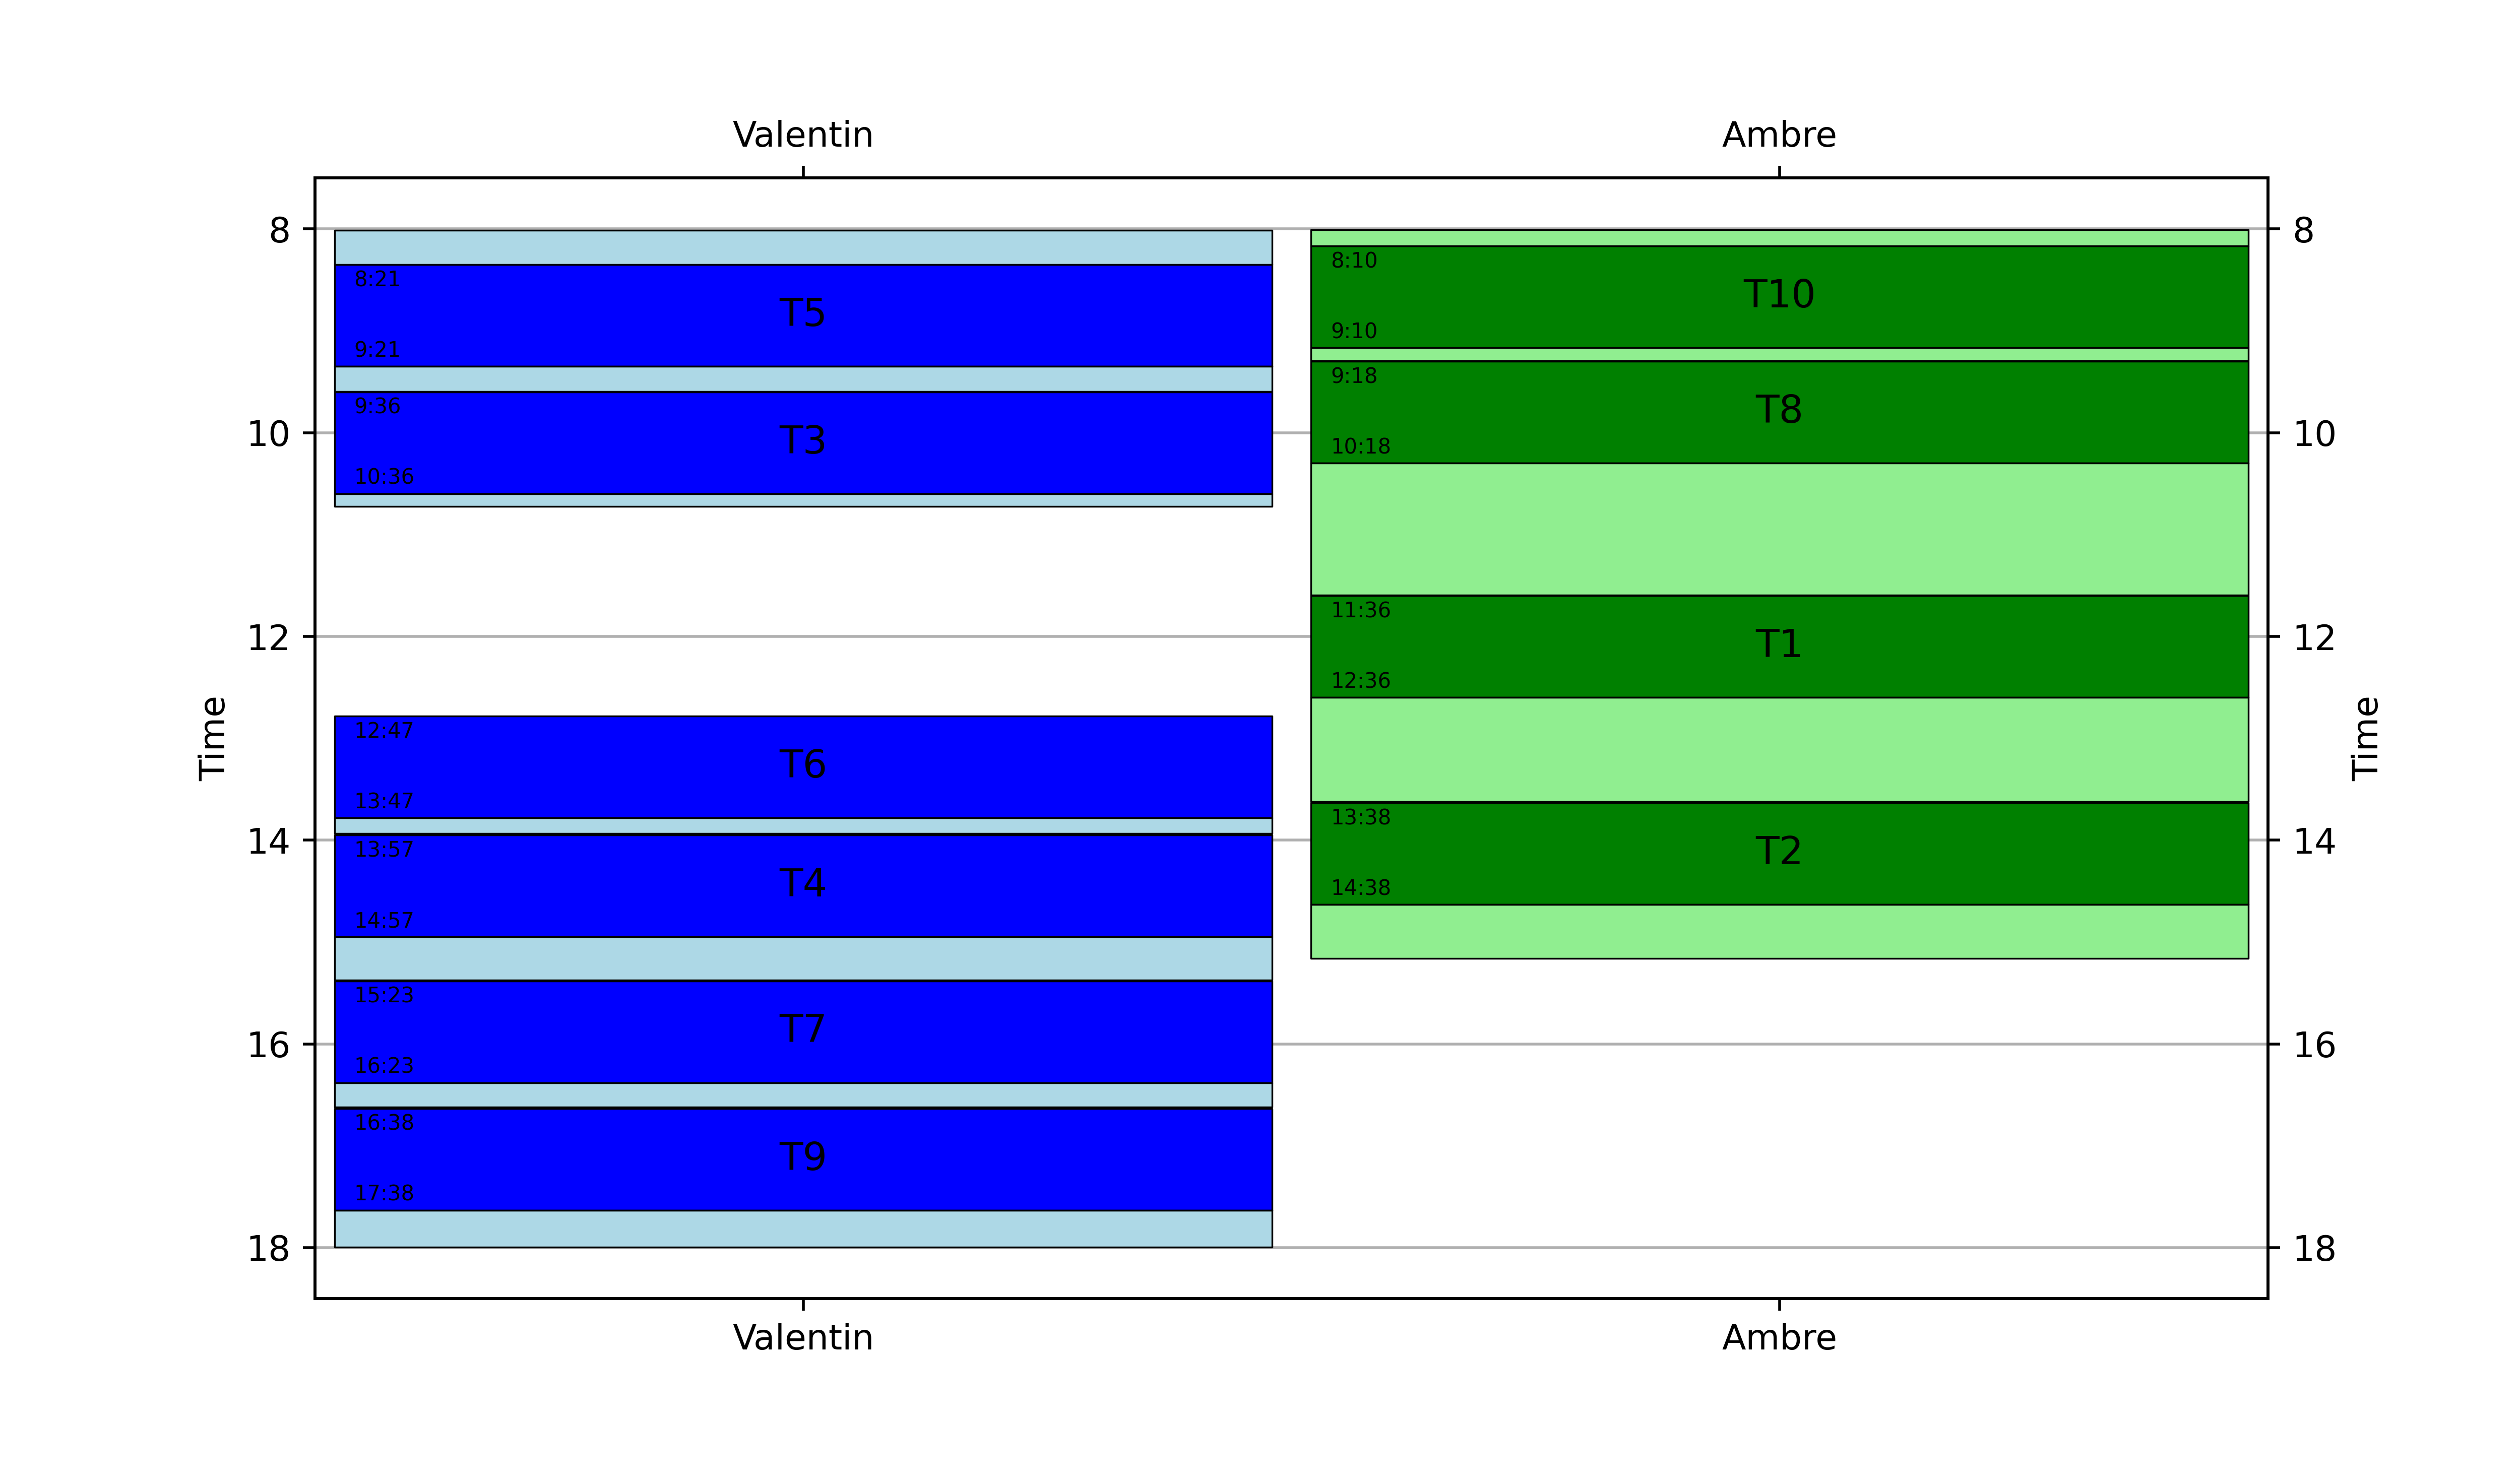 Valentin Ambre
8 8
8:21
T5
9:21
8:10
T10
9:10
9:36
T3
10:36
9:18
T8
10:18
10 10
11:36
T1
12:36
12 12
Time Time
12:47
T6
13:47
13:38
T2
14:38
14 14
13:57
T4
14:57
15:23
T7
16:23
16 16
16:38
T9
17:38
18 18
Valentin Ambre